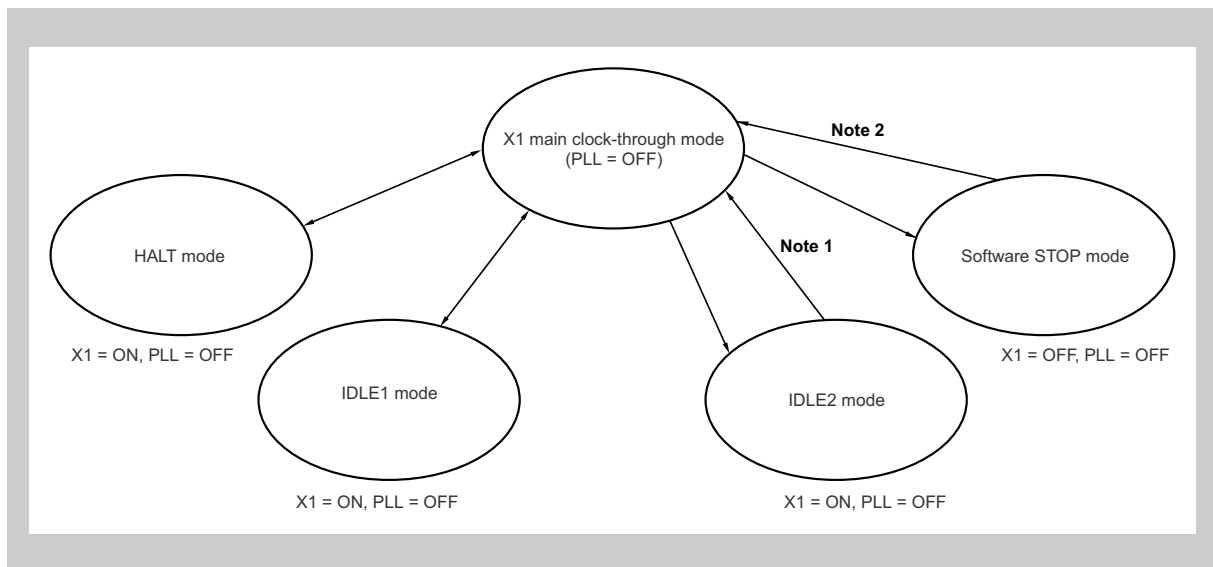 X1 main clock-through mode
(PLL = OFF)
Note 2
HALT mode
Note 1
Software STOP mode
X1 = ON, PLL = OFF
X1 = OFF, PLL = OFF
IDLE1 mode
IDLE2 mode
X1 = ON, PLL = OFF
X1 = ON, PLL = OFF